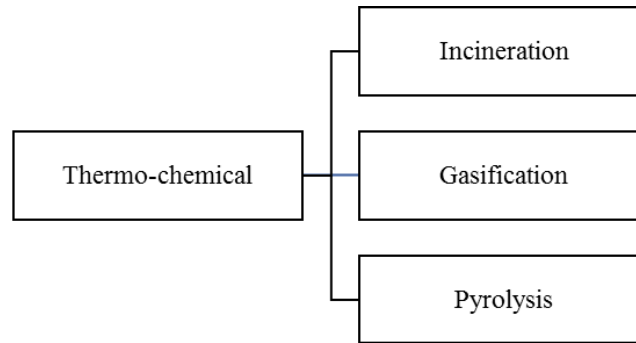 Incineration
Thermo-chemical
Gasification
Pyrolysis